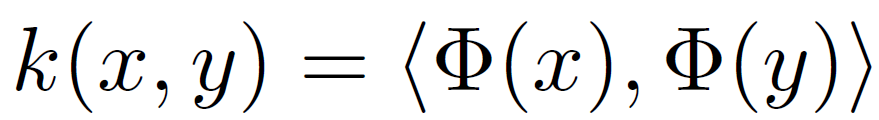 k(x, y) = ⟨Φ(x), Φ(y)⟩